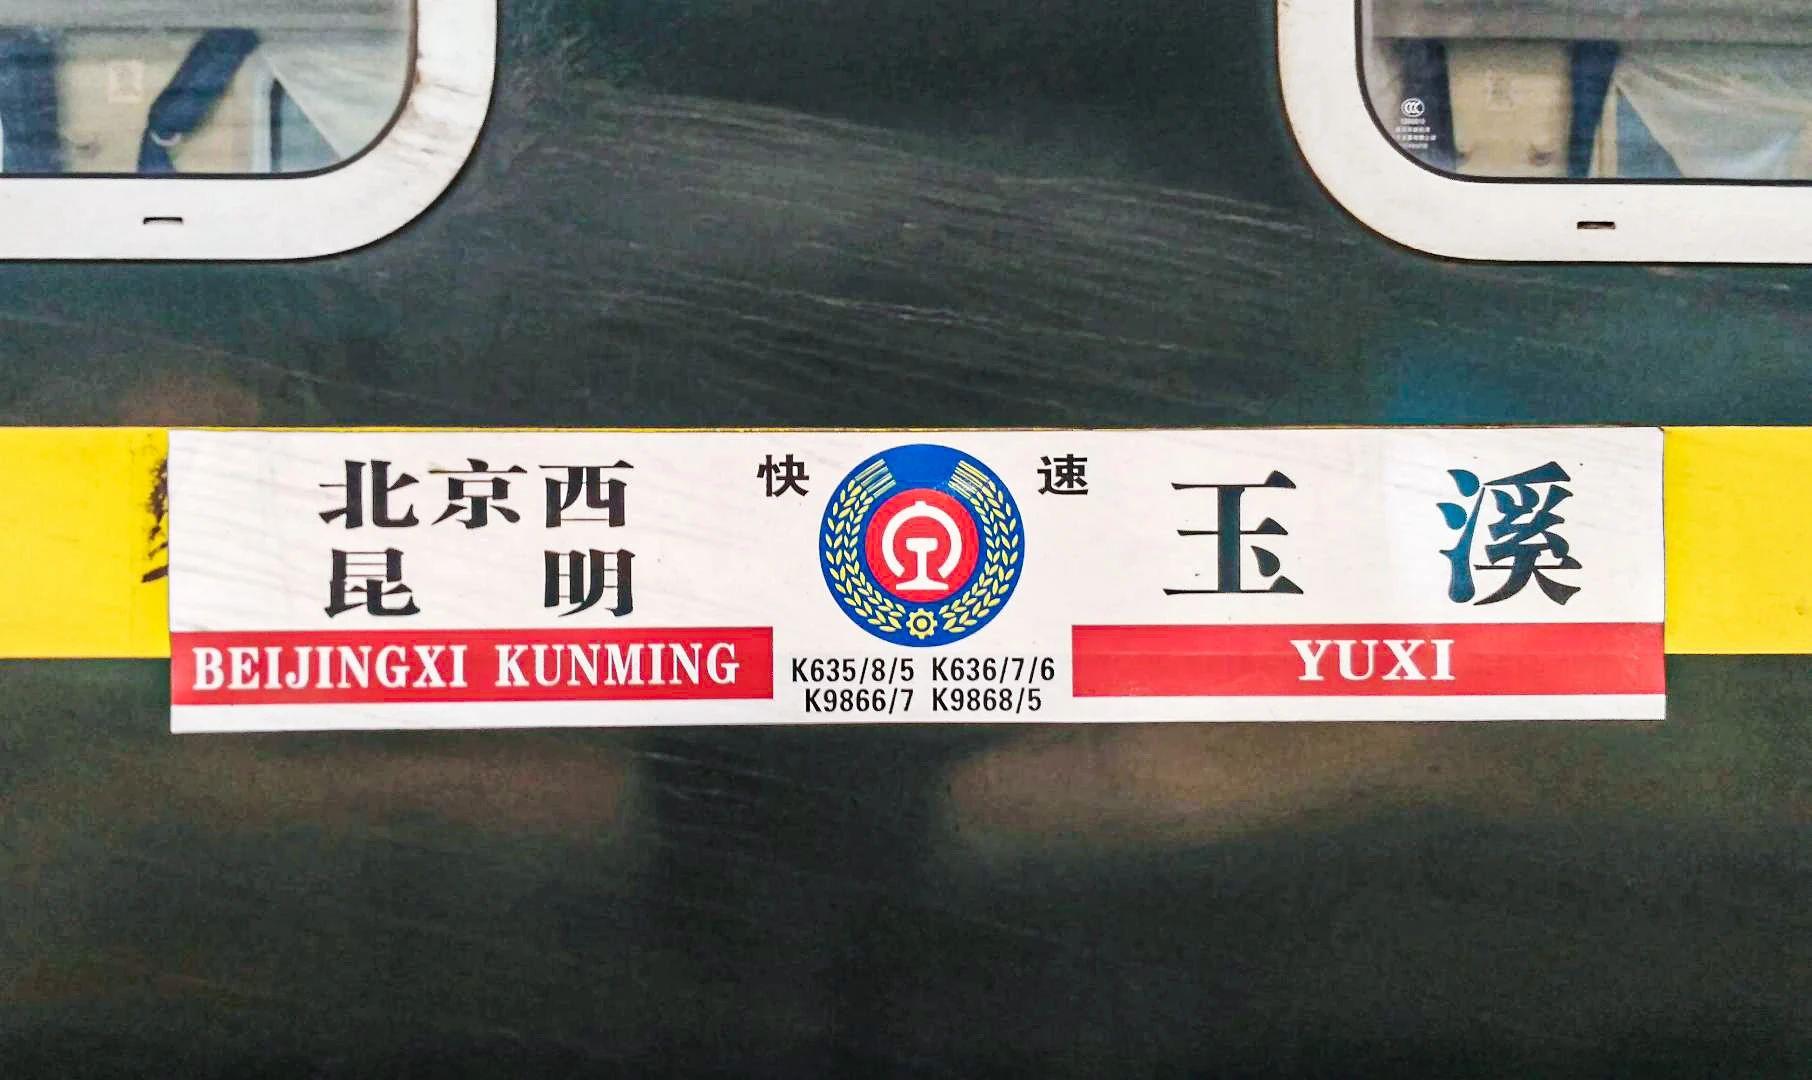 北京西 快速 玉溪
昆明
BEIJINGXI KUNMING YUXI
K635/8/5 K636/7/6
K9866/7 K9868/5